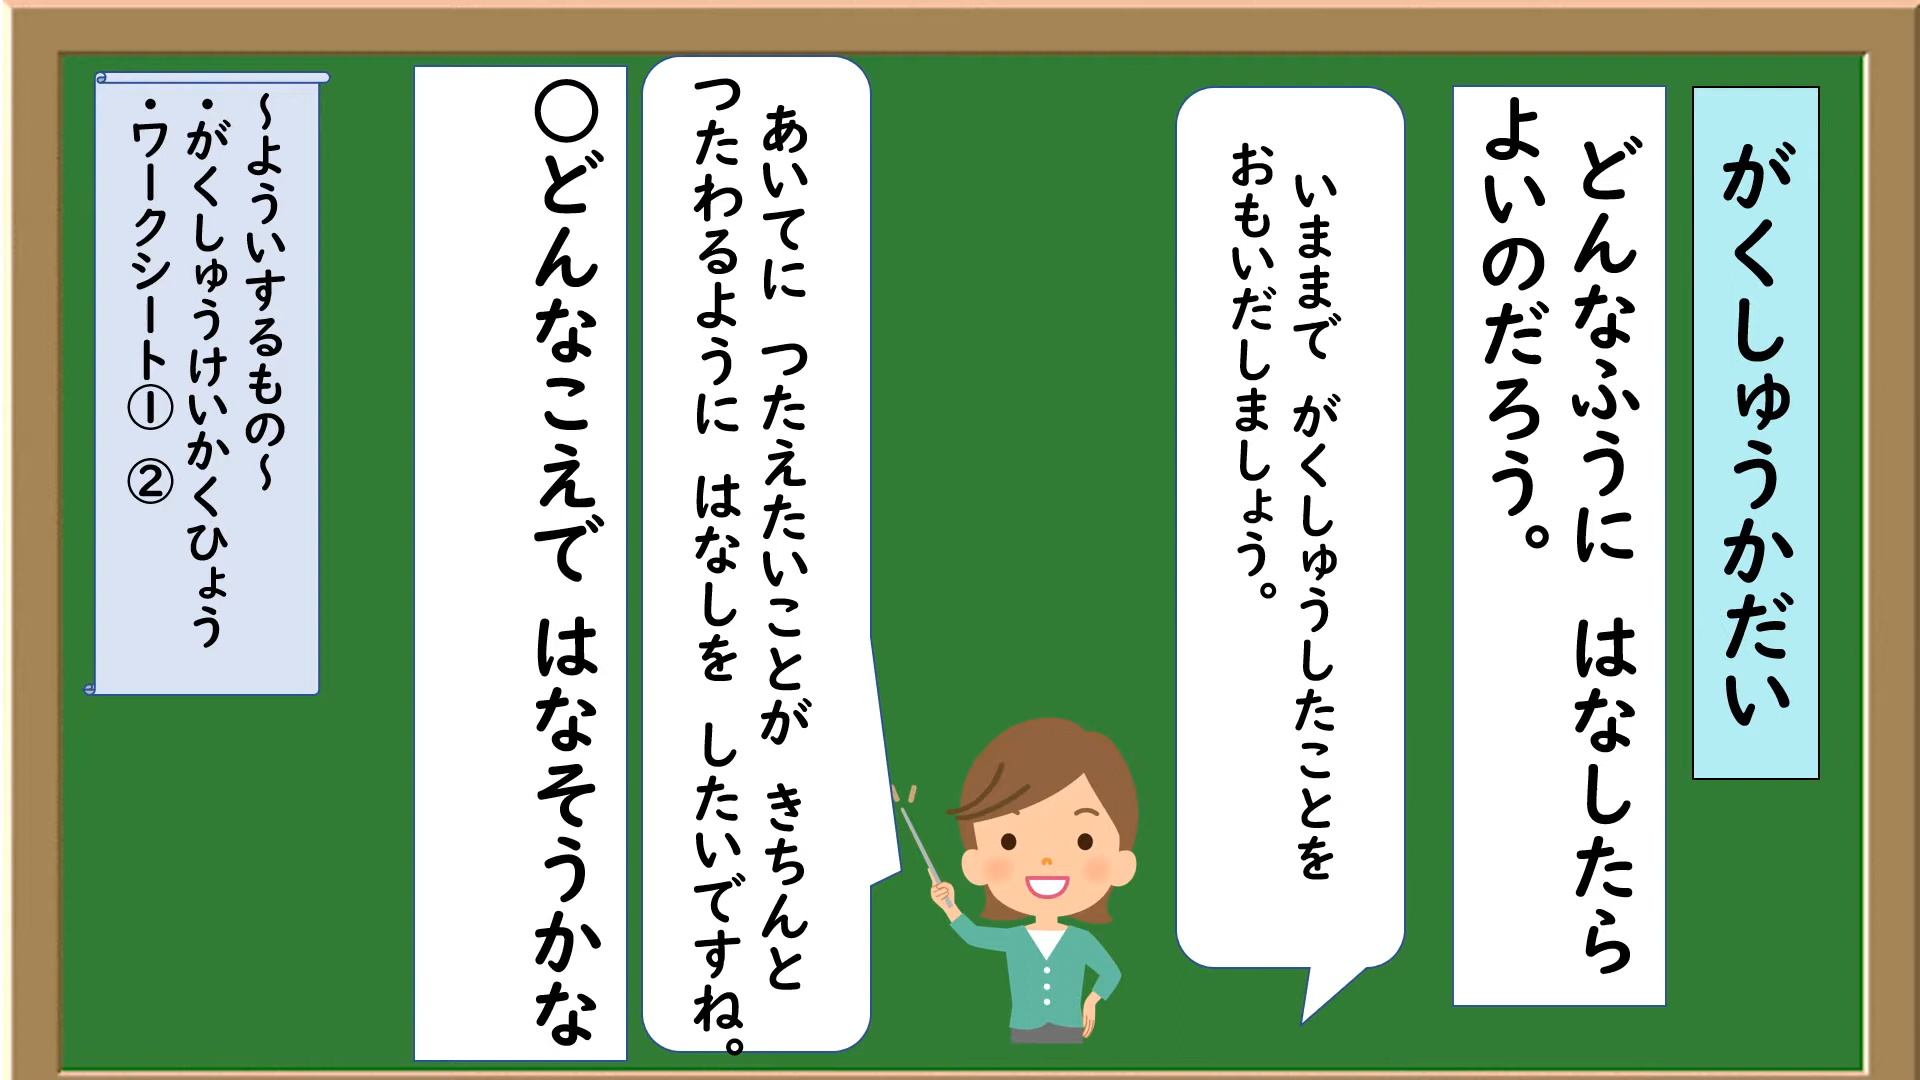 がくしゅうかだい
どんなふうに はなしたら
よいのだろう。
いままで がくしゅうしたことを
おもいだしましょう。
あいてに つたえたいことが きちんと
つたわるように はなしを したいですね。
○どんなこえで はなそうかな
～よういするもの～
・がくしゅうけいかくひょう
・ワークシート① ②